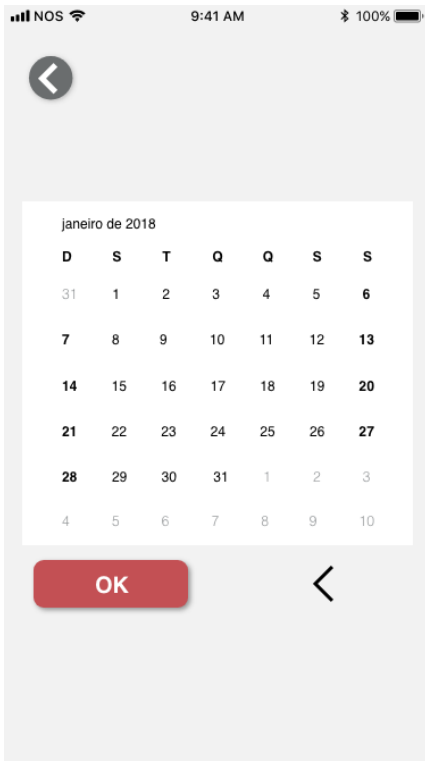 NOS 9:41 AM 100%
janeiro de 2018
D S T Q Q S S
31 1 2 3 4 5 6
7 8 9 10 11 12 13
14 15 16 17 18 19 20
21 22 23 24 25 26 27
28 29 30 31 1 2 3
4 5 6 7 8 9 10
OK